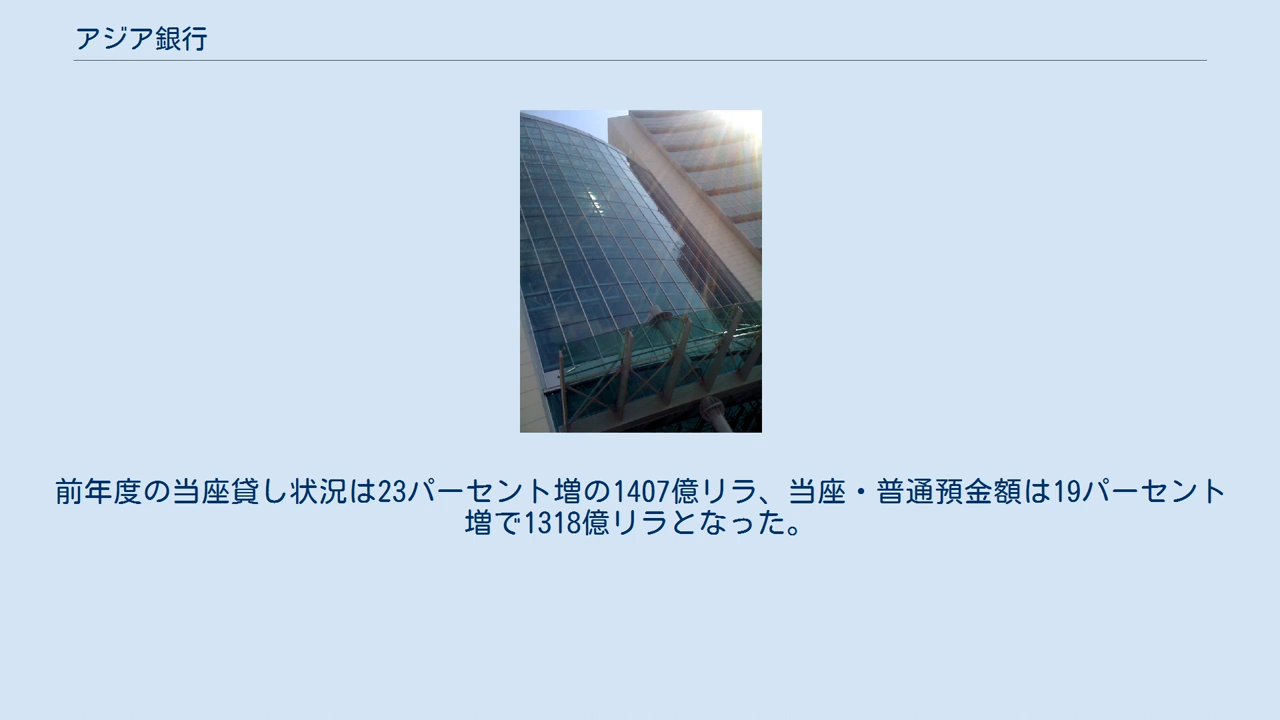 アジア銀行
前年度の当座貸し状況は23パーセント増の1407億リラ、当座・普通預金額は19パーセント
増で1318億リラとなった。